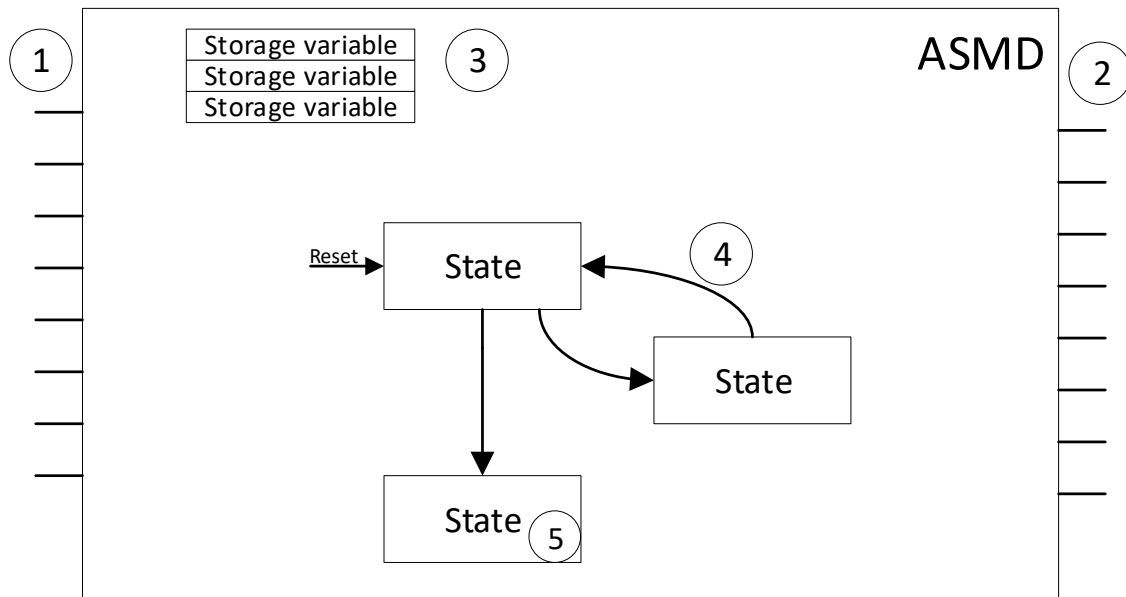 1
Storage variable
Storage variable
Storage variable
3
ASMD
2
Reset
State
4
State
State
5